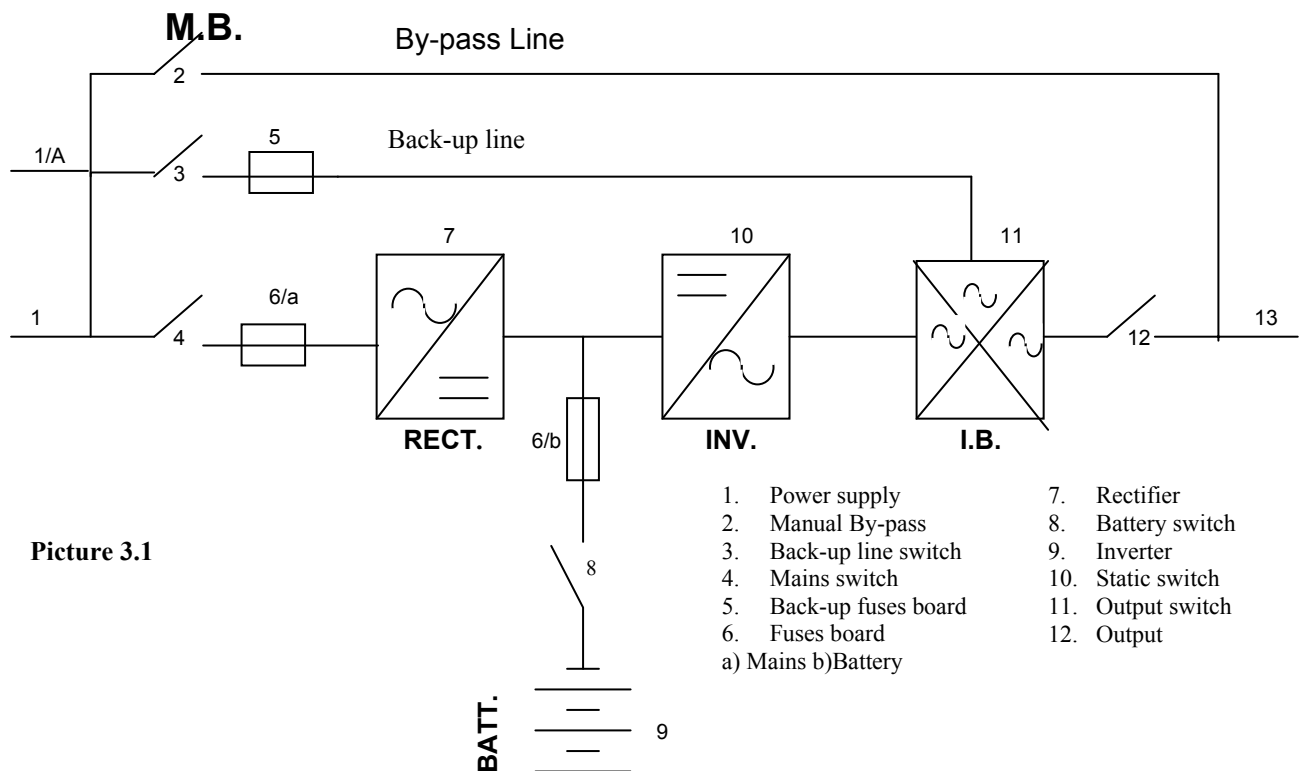 M.B.
By-pass Line
2
5
Back-up line
1/A
3
7
10
11
6/a
1
13
4
12
RECT.
6/b
INV.
I.B.
Picture 3.1
8
BATT.
9
1. Power supply
2. Manual By-pass
3. Back-up line switch
4. Mains switch
5. Back-up fuses board
6. Fuses board
a) Mains b)Battery
7. Rectifier
8. Battery switch
9. Inverter
10. Static switch
11. Output switch
12. Output